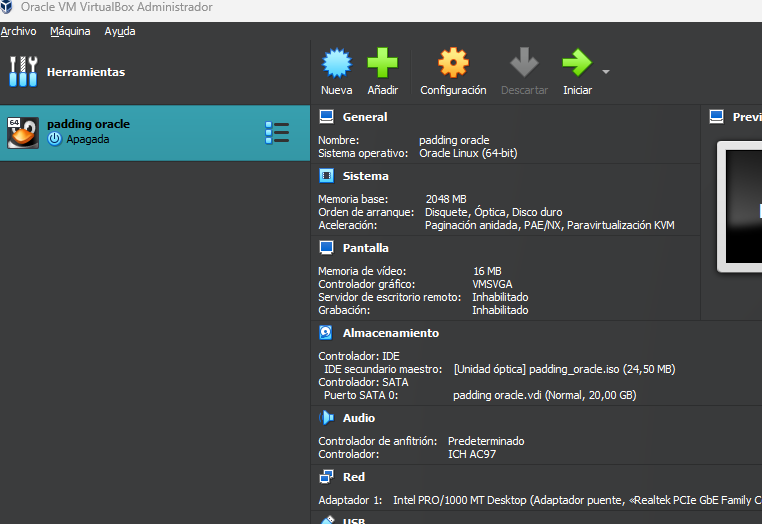 Oracle VM VirtualBox Administrador
Archivo Máquina Ayuda
Herramientas
Nueva Añadir Configuración Descartar Iniciar
64 padding oracle
Apagada
General
Nombre: padding oracle
Sistema operativo: Oracle Linux (64-bit)
Previ
Sistema
Memoria base: 2048 MB
Orden de arranque: Disquete, Óptica, Disco duro
Aceleración: Paginación anidada, PAE/NX, Paravirtualización KVM
Pantalla
Memoria de vídeo: 16 MB
Controlador gráfico: VMSVGA
Servidor de escritorio remoto: Inhabilitado
Grabación: Inhabilitado
Almacenamiento
Controlador: IDE
IDE secundario maestro: [Unidad óptica] padding_oracle.iso (24,50 MB)
Controlador: SATA
Puerto SATA 0: padding oracle.vdi (Normal, 20,00 GB)
Audio
Controlador de anfitrión: Predeterminado
Controlador: ICH AC97
Red
Adaptador 1: Intel PRO/1000 MT Desktop (Adaptador puente, «Realtek PCIe GbE Family C
USB